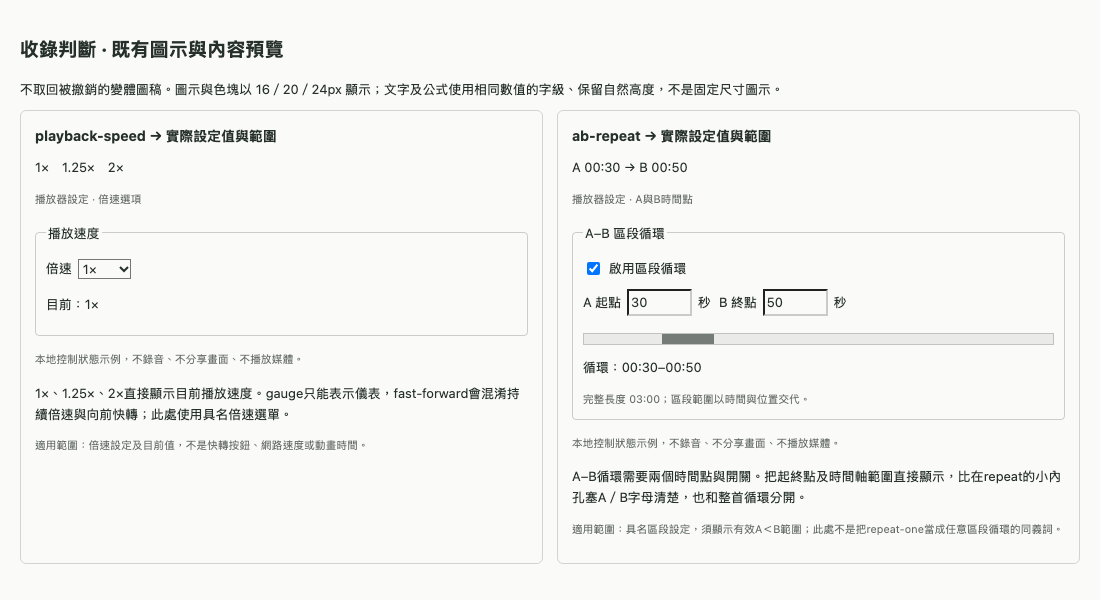 收錄判斷 · 既有圖示與內容預覽
不取回被撤銷的變體圖稿。圖示與色塊以 16 / 20 / 24px 顯示；文字及公式使用相同數值的字級、保留自然高度，不是固定尺寸圖示。
playback-speed → 實際設定值與範圍
1× 1.25× 2×
播放器設定 · 倍速選項
播放速度
倍速 1×
目前：1×
本地控制狀態示例，不錄音、不分享畫面、不播放媒體。
1×、1.25×、2×直接顯示目前播放速度。gauge只能表示儀表，fast-forward會混淆持
續倍速與向前快轉；此處使用具名倍速選單。
適用範圍：倍速設定及目前值，不是快轉按鈕、網路速度或動畫時間。
ab-repeat → 實際設定值與範圍
A 00:30 → B 00:50
播放器設定 · A與B時間點
A–B 區段循環
啟用區段循環
A 起點 30 秒 B 終點 50 秒
循環：00:30–00:50
完整長度 03:00；區段範圍以時間與位置交代。
本地控制狀態示例，不錄音、不分享畫面、不播放媒體。
A–B循環需要兩個時間點與開關。把起終點及時間軸範圍直接顯示，比在repeat的小內
孔塞A / B字母清楚，也和整首循環分開。
適用範圍：具名區段設定，須顯示有效A＜B範圍；此處不是把repeat-one當成任意區段循環的同義詞。